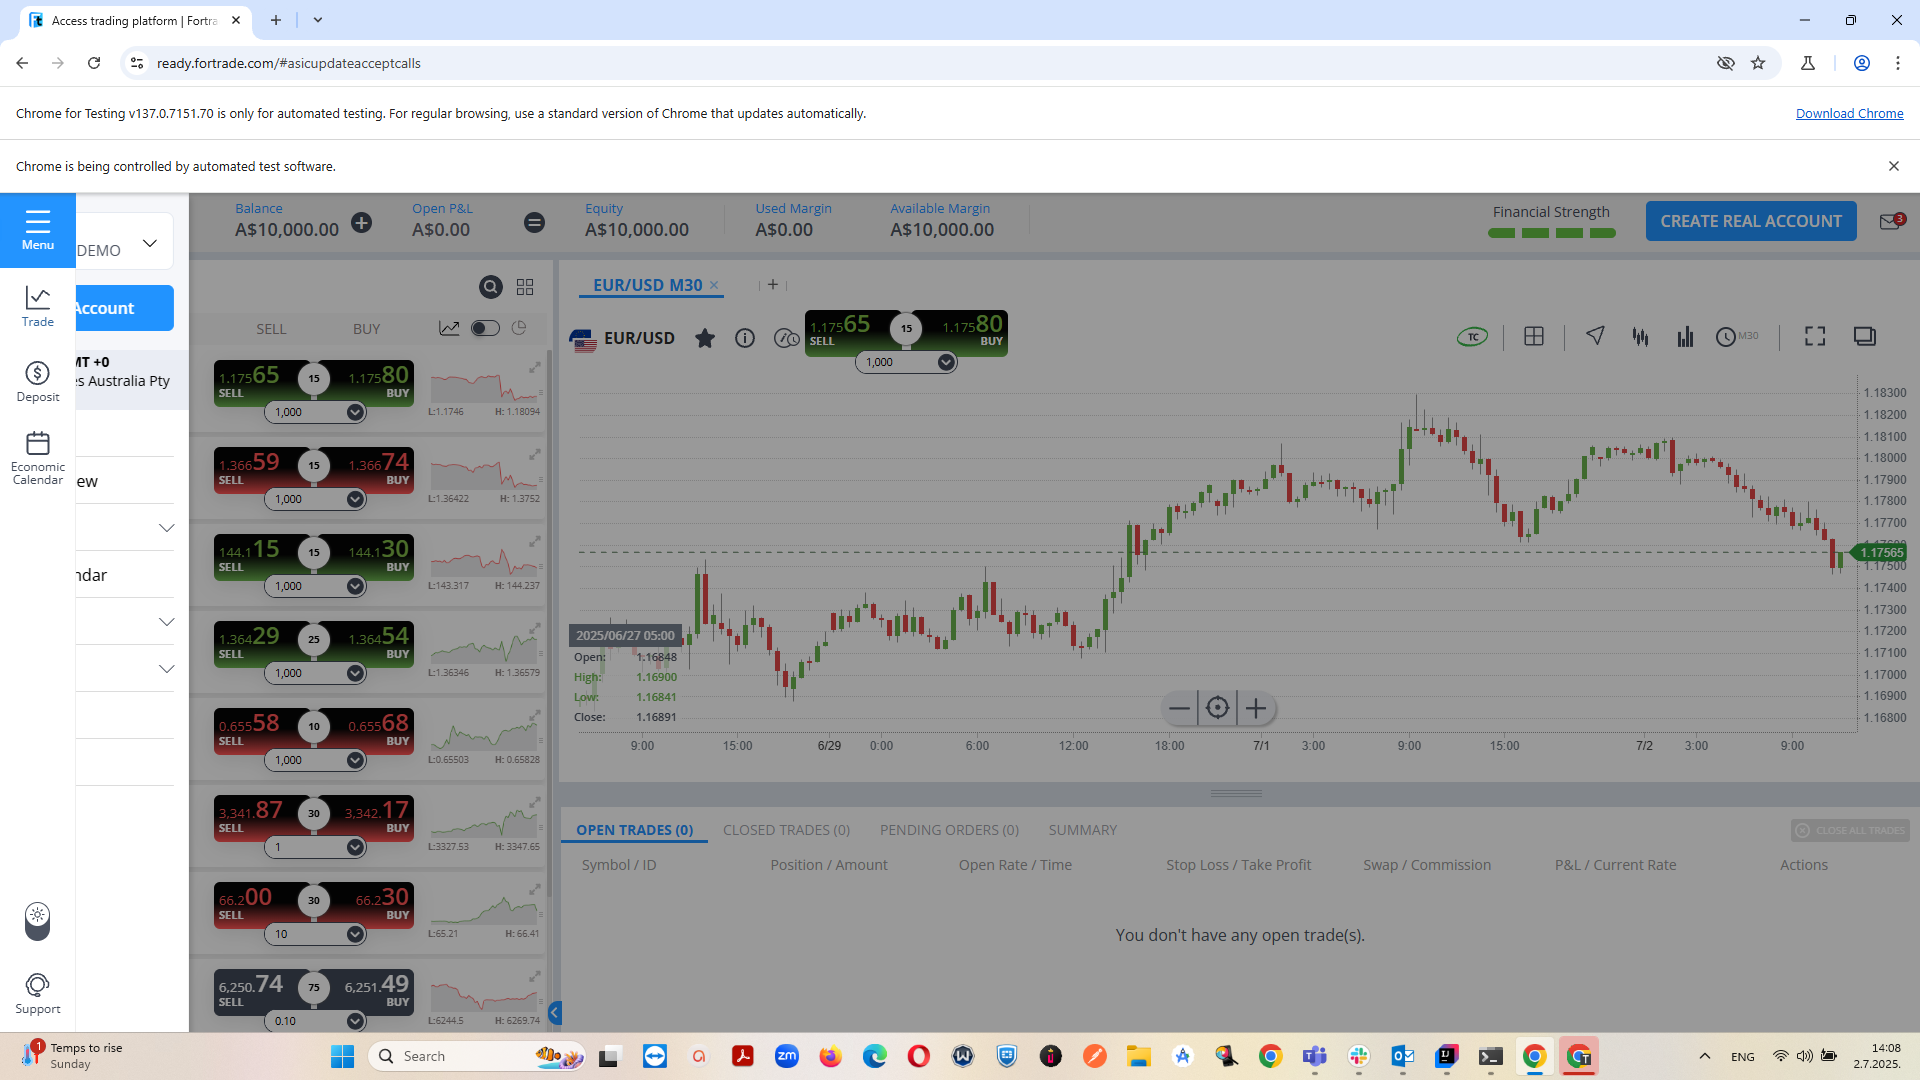 Access trading platform | Fortra
ready.fortrade.com/#asicupdateacceptcalls
Chrome for Testing v137.0.7151.70 is only for automated testing. For regular browsing, use a standard version of Chrome that updates automatically.
Download Chrome
Chrome is being controlled by automated test software.
Menu
Trade
Deposit
Economic
Calendar
Support
DEMO
Account
MT +0
es Australia Pty
ew
ndar
Balance
A$10,000.00
Open P&L
A$0.00
Equity
A$10,000.00
Used Margin
A$0.00
Available Margin
A$10,000.00
Financial Strength
CREATE REAL ACCOUNT
3
SELL BUY
1.17565 SELL 15 1.17580 BUY
1,000
L:1.1746 H: 1.18094
1.36659 SELL 15 1.36674 BUY
1,000
L:1.36422 H: 1.3752
144.115 SELL 15 144.130 BUY
1,000
L:143.317 H: 144.237
1.36429 SELL 25 1.36454 BUY
1,000
L:1.36346 H: 1.36579
0.65558 SELL 10 0.65568 BUY
1,000
L:0.65503 H: 0.65828
3,341.87 SELL 30 3,342.17 BUY
1
L:3327.53 H: 3347.65
66.200 SELL 30 66.230 BUY
10
L:65.21 H: 66.41
6,250.74 SELL 75 6,251.49 BUY
0.10
L:6244.5 H: 6269.74
EUR/USD M30
EUR/USD
1.17565 SELL 15 1.17580 BUY
1,000
TC
M30
1.18300
1.18200
1.18100
1.18000
1.17900
1.17800
1.17700
1.17565
1.17500
1.17400
1.17300
1.17200
1.17100
1.17000
1.16900
1.16800
2025/06/27 05:00
Open: 1.16848
High: 1.16900
Low: 1.16841
Close: 1.16891
9:00 15:00 6/29 0:00 6:00 12:00 18:00 7/1 3:00 9:00 15:00 7/2 3:00 9:00
OPEN TRADES (0) CLOSED TRADES (0) PENDING ORDERS (0) SUMMARY
CLOSE ALL TRADES
Symbol / ID Position / Amount Open Rate / Time Stop Loss / Take Profit Swap / Commission P&L / Current Rate Actions
You don't have any open trade(s).
1
Temps to rise
Sunday
Search
zm
ENG
14:08
2.7.2025.